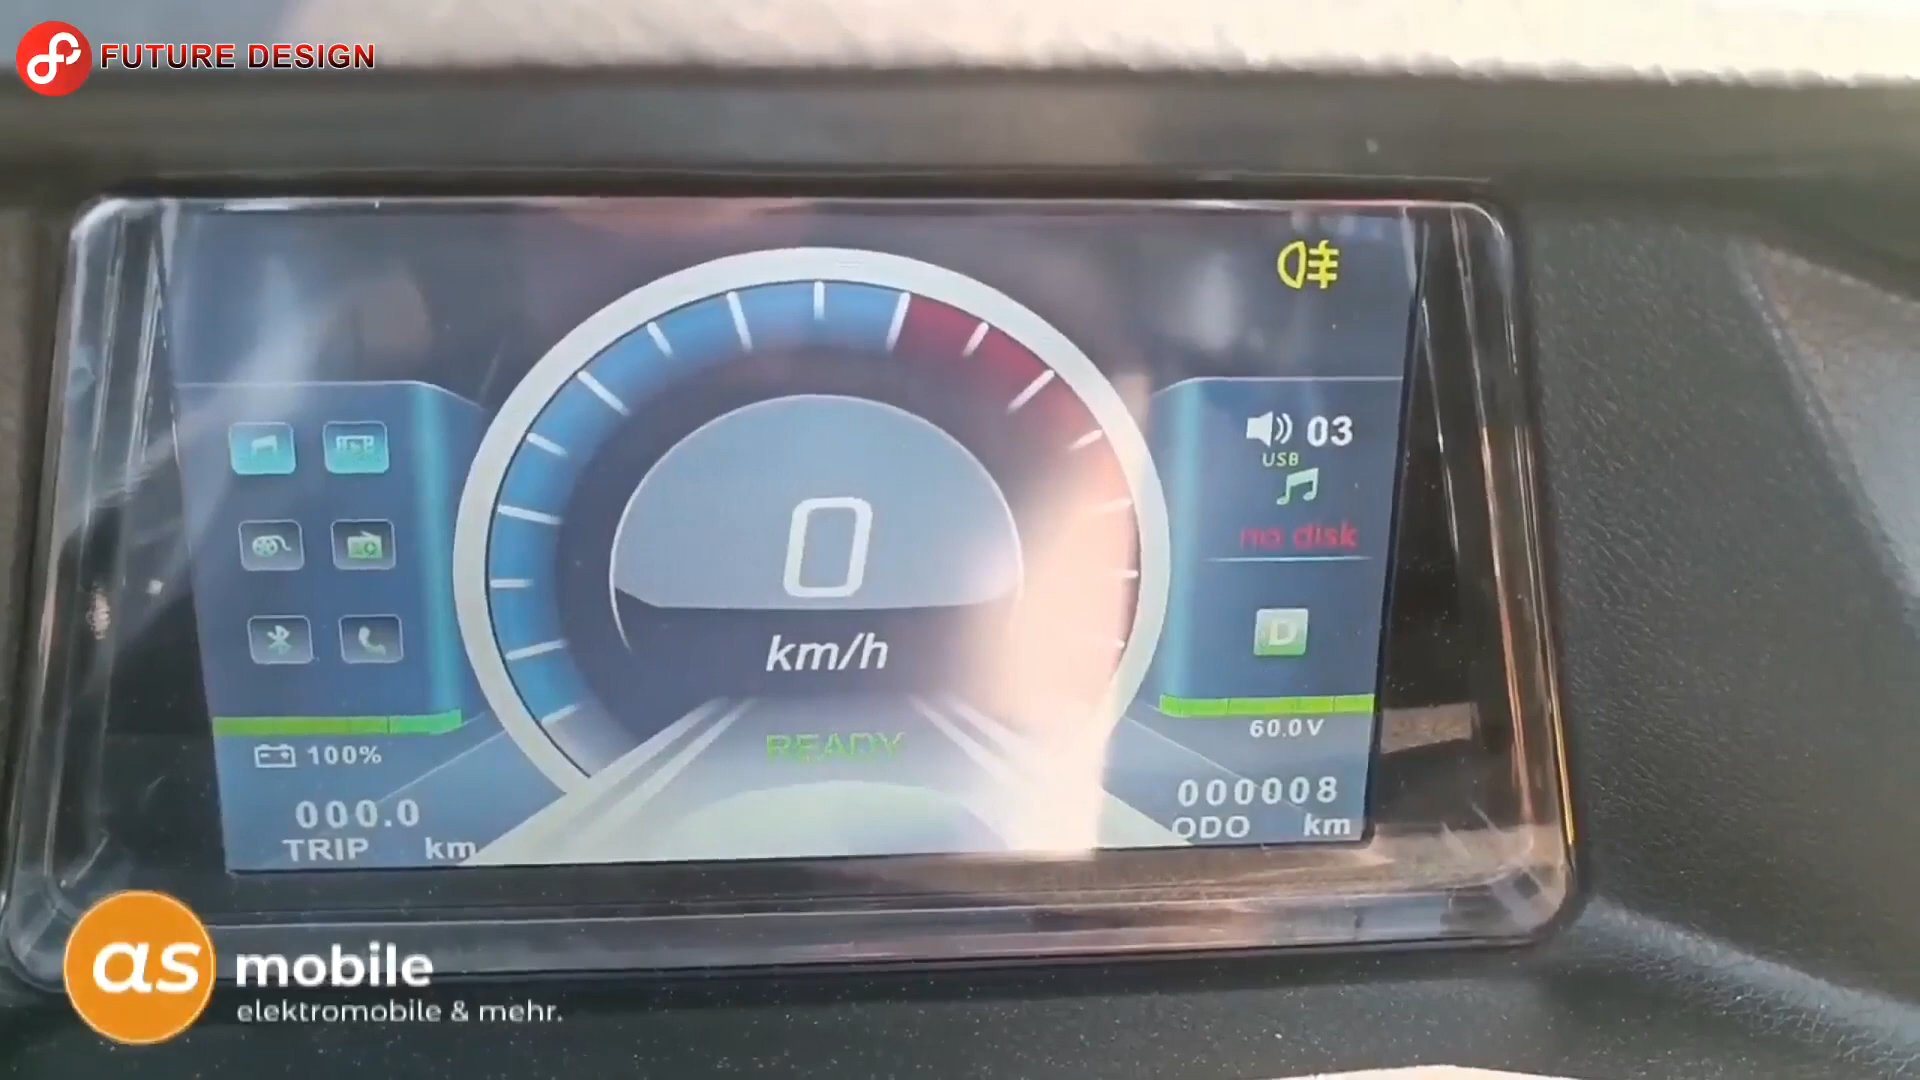 FUTURE DESIGN
03
USB
no disk
0
km/h
D
READY
60.0V
100%
000.0
TRIP km
000008
ODO km
as mobile
elektromobile & mehr.